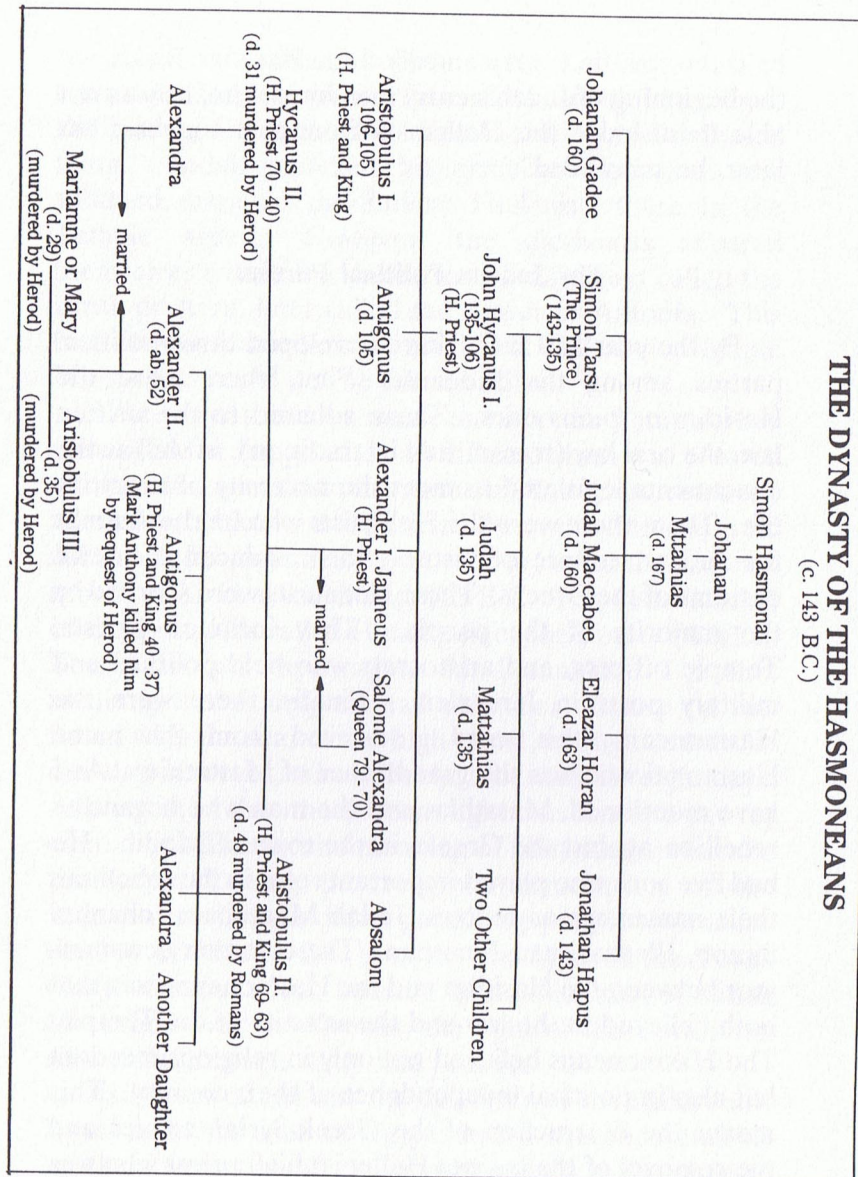 THE DYNASTY OF THE HASMONEANS
(c. 143 B.C.)
Simon Hasmonai
Johanan
Mttathias
(d. 167)
Johanan Gadee
(d. 160)
Simon Tarsi
(The Prince)
(143-135)
Judah Maccabee
(d. 160)
Eleazar Horan
(d. 163)
Jonathan Hapus
(d. 143)
Jhn Hycanus I.
(135-106
(H. Priest)
Judah
(d. 135)
Mattathias
(d. 135)
Two Other Children
Aristobulus
(106-105)
(H. Priest and King)
Antigonus
(d. 105)
Alexander I. Janneus
(H. Priest)
married
Salome Alexandra
(Queen 79 - 70)
Absalom
Hycanus II.
(H. Priest 70 - 40)
(d. 31 murdered by Herod)
Aristobulus II.
(H. Priest and King 69- 63)
(d. 48 murdered by Romans)
Alexandra
married
Alexander II.
(d. ab. 52)
Antigonus
(H. Priest and King 40 -37)
(Mark Anthony killed him
by request of Herod)
Alexandra
Another Daughter
Mariamne or Mary
(d. 29)
(murdered by Herod)
Aristobulus III.
(d. 35)
(murdered by Herod)